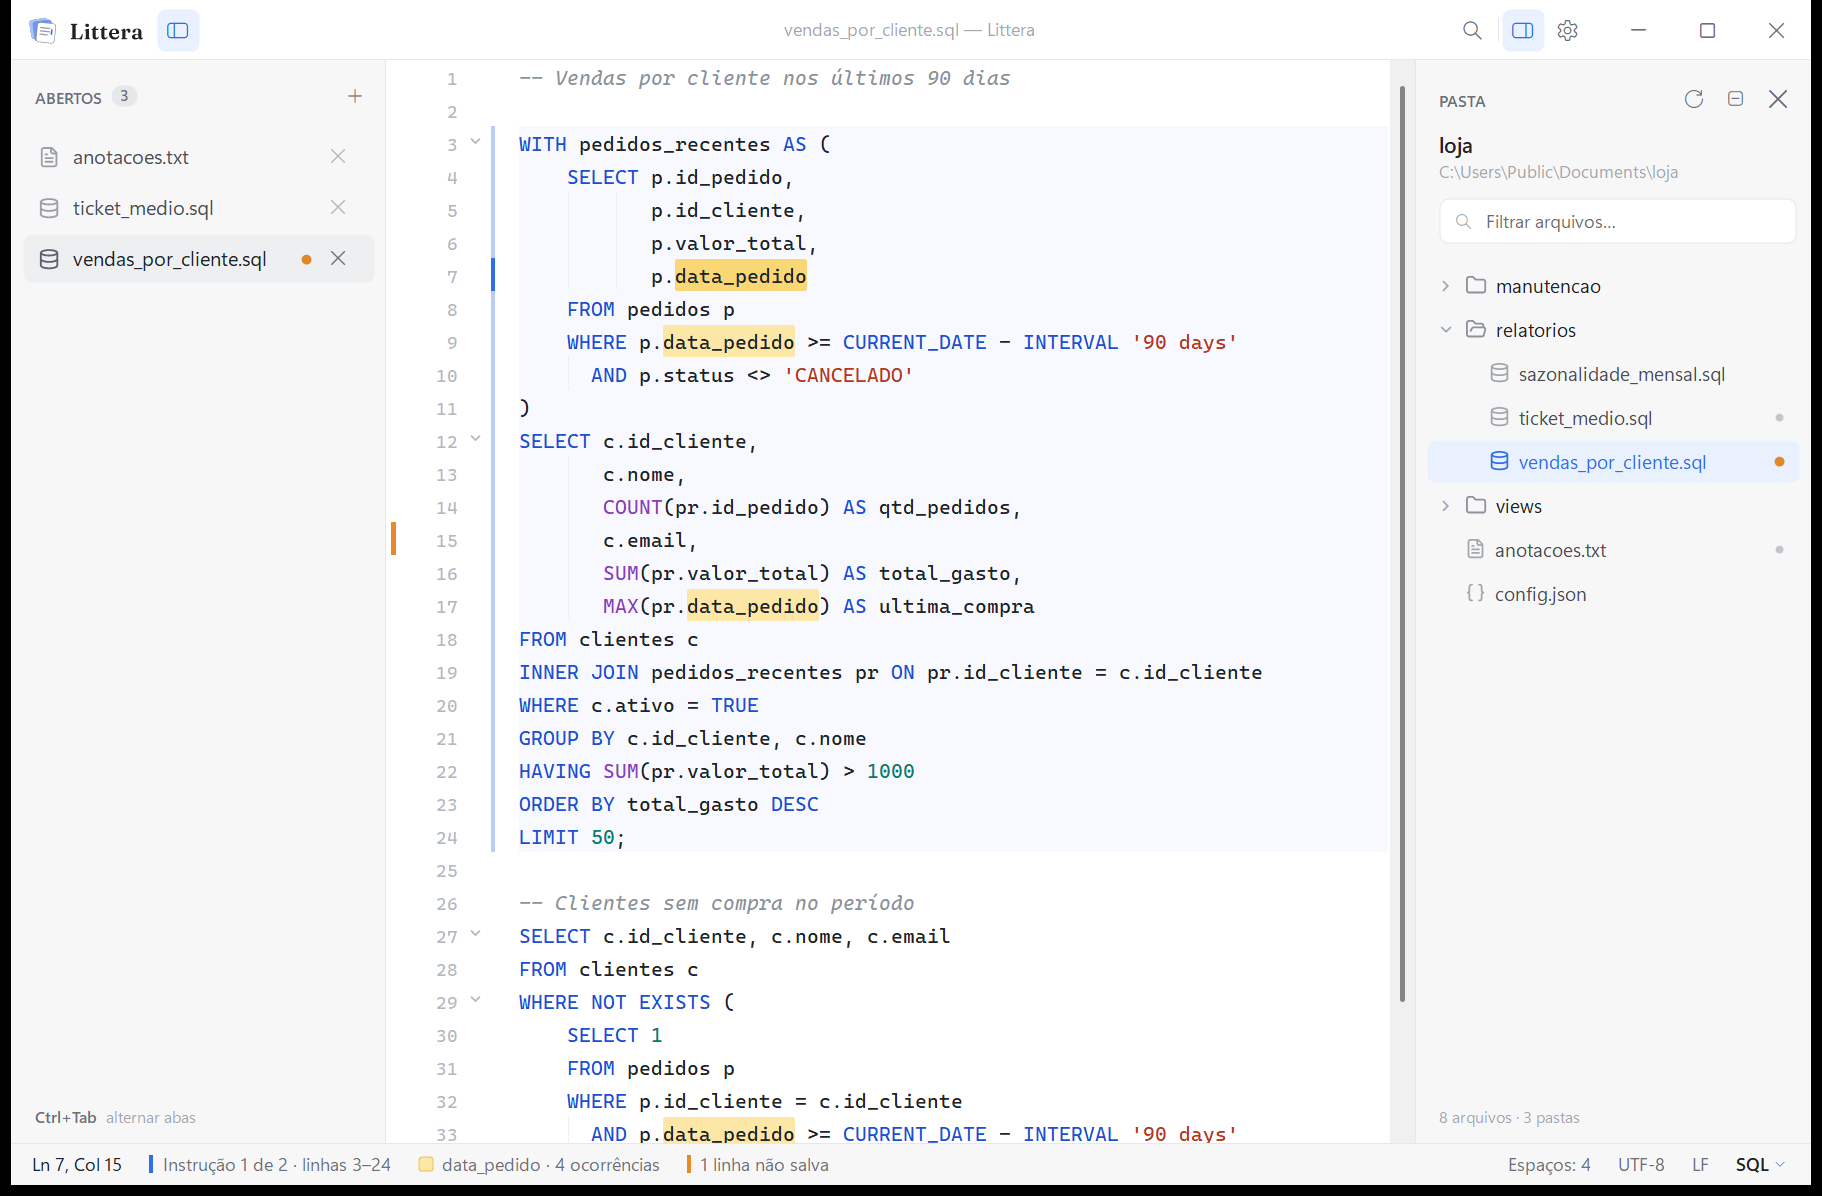 Littera
vendas_por_cliente.sql — Littera
ABERTOS 3
anotacoes.txt
ticket_medio.sql
vendas_por_cliente.sql
Ctrl+Tab alternar abas
1 -- Vendas por cliente nos últimos 90 dias
2
3 WITH pedidos_recentes AS (
4 SELECT p.id_pedido,
5 p.id_cliente,
6 p.valor_total,
7 p.data_pedido
8 FROM pedidos p
9 WHERE p.data_pedido >= CURRENT_DATE - INTERVAL '90 days'
10 AND p.status <> 'CANCELADO'
11 )
12 SELECT c.id_cliente,
13 c.nome,
14 COUNT(pr.id_pedido) AS qtd_pedidos,
15 c.email,
16 SUM(pr.valor_total) AS total_gasto,
17 MAX(pr.data_pedido) AS ultima_compra
18 FROM clientes c
19 INNER JOIN pedidos_recentes pr ON pr.id_cliente = c.id_cliente
20 WHERE c.ativo = TRUE
21 GROUP BY c.id_cliente, c.nome
22 HAVING SUM(pr.valor_total) > 1000
23 ORDER BY total_gasto DESC
24 LIMIT 50;
25
26 -- Clientes sem compra no período
27 SELECT c.id_cliente, c.nome, c.email
28 FROM clientes c
29 WHERE NOT EXISTS (
30 SELECT 1
31 FROM pedidos p
32 WHERE p.id_cliente = c.id_cliente
33 AND p.data_pedido >= CURRENT_DATE - INTERVAL '90 days'
PASTA
loja
C:\Users\Public\Documents\loja
Filtrar arquivos...
manutencao
relatorios
sazonalidade_mensal.sql
ticket_medio.sql
vendas_por_cliente.sql
views
anotacoes.txt
{} config.json
8 arquivos · 3 pastas
Ln 7, Col 15 Instrução 1 de 2 · linhas 3–24 data_pedido · 4 ocorrências 1 linha não salva Espaços: 4 UTF-8 LF SQL